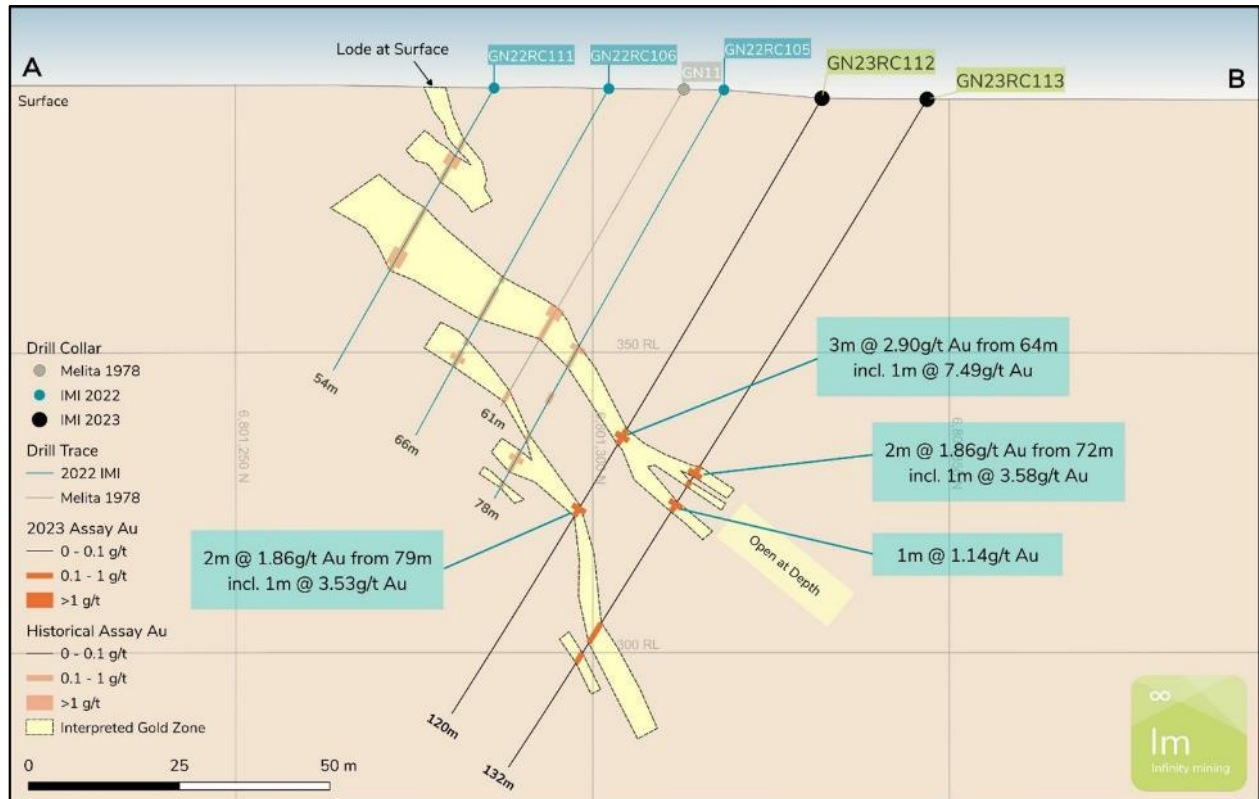 Lode at Surface
A
GN22RC111
GN22RC106
GN11
GN22RC105
GN23RC112
GN23RC113
B
Surface
350 RL
300 RL
6,801,250 N
6,801,300 N
54m
66m
61m
78m
120m
132m
3m @ 2.90g/t Au from 64m
incl. 1m @ 7.49g/t Au
2m @ 1.86g/t Au from 72m
incl. 1m @ 3.58g/t Au
1m @ 1.14g/t Au
Open at Depth
2m @ 1.86g/t Au from 79m
incl. 1m @ 3.53g/t Au
Drill Collar
Melita 1978
IMI 2022
IMI 2023
Drill Trace
2022 IMI
Melita 1978
2023 Assay Au
0 - 0.1 g/t
0.1 - 1 g/t
>1 g/t
Historical Assay Au
0 - 0.1 g/t
0.1 - 1 g/t
>1 g/t
Interpreted Gold Zone
0 25 50 m
∞
Im
Infinity mining